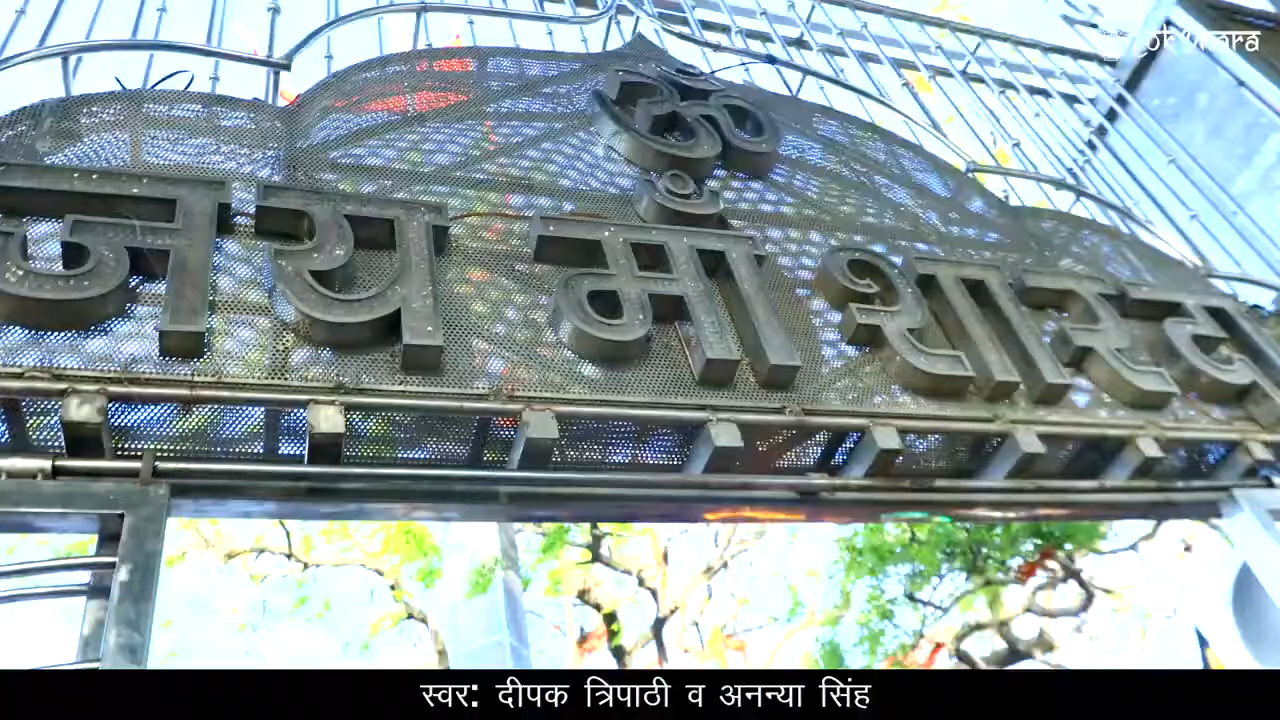 ॐ
जय माँ शारदा
स्वर: दीपक त्रिपाठी व अनन्या सिंह